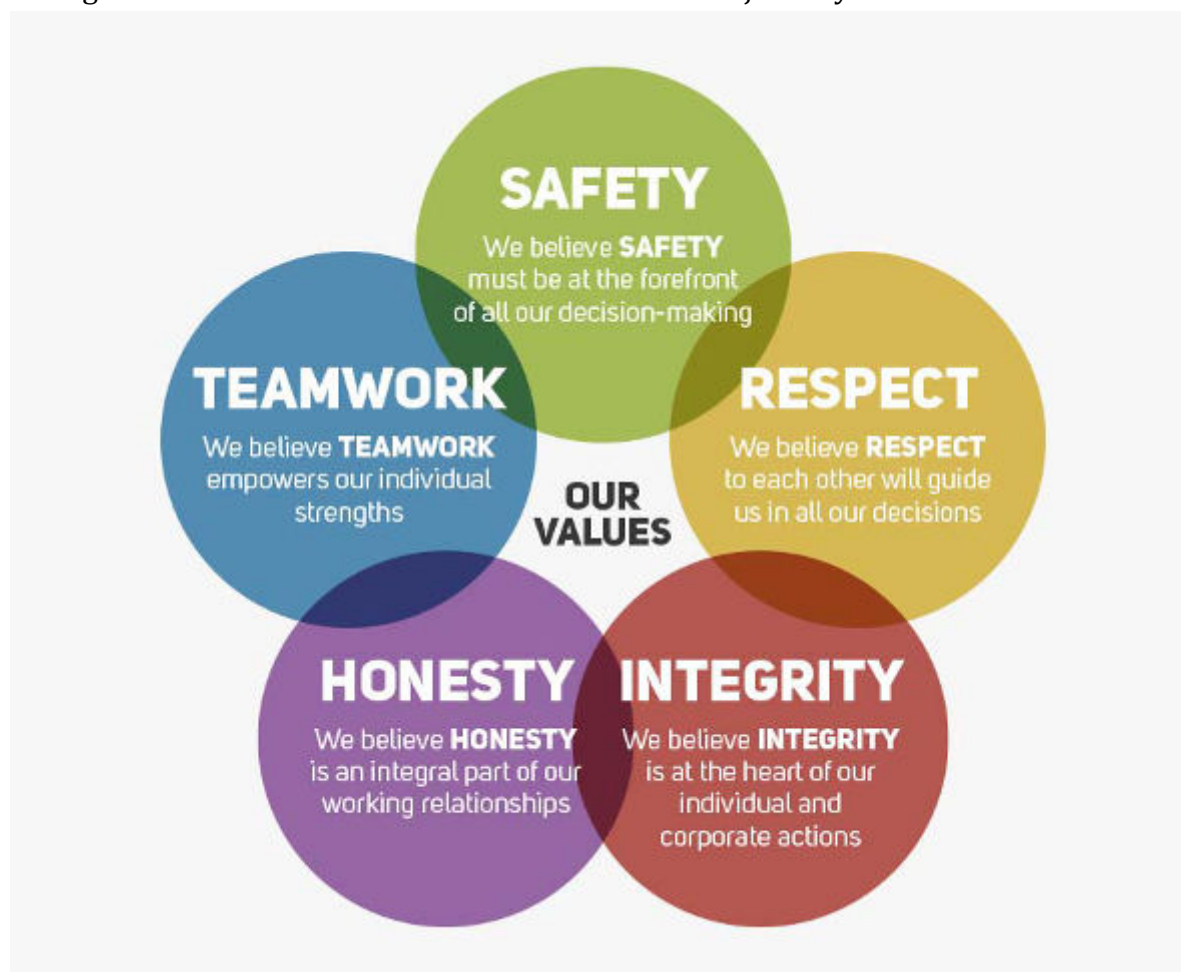 SAFETY
We believe SAFETY
must be at the forefront
of all our decision-making
TEAMWORK
We believe TEAMWORK
empowers our individual
strengths
RESPECT
We believe RESPECT
to each other will guide
us in all our decisions
OUR
VALUES
HONESTY
We believe HONESTY
is an integral part of our
working relationships
INTEGRITY
We believe INTEGRITY
is at the heart of our
individual and
corporate actions